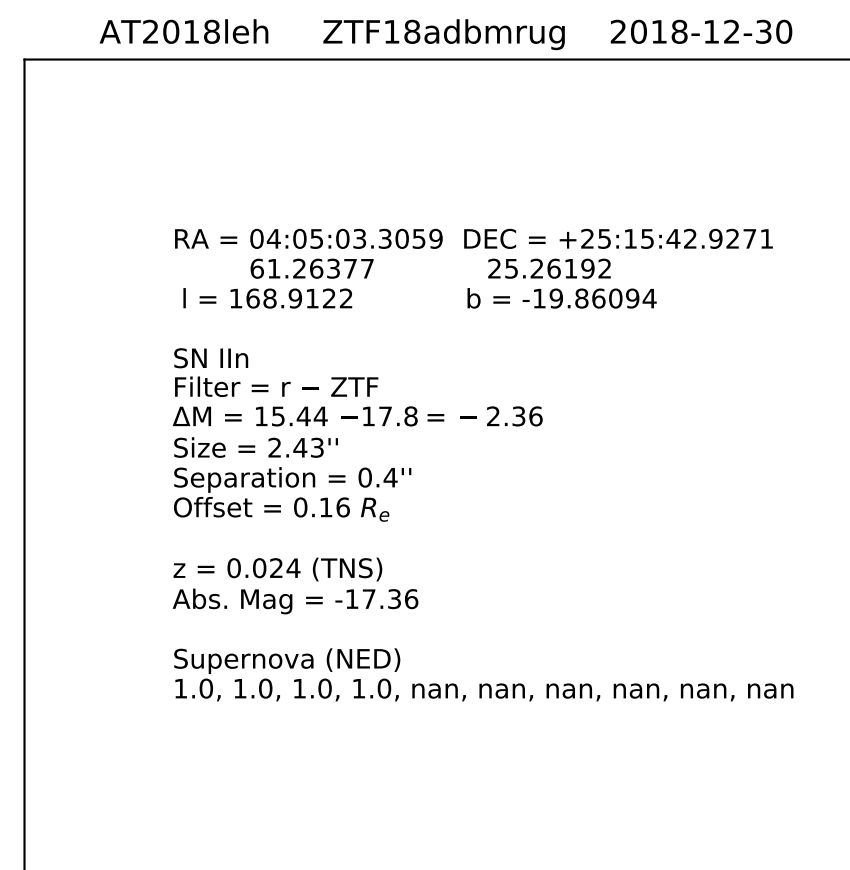 AT2018leh ZTF18adbmrug 2018-12-30
RA = 04:05:03.3059 DEC = +25:15:42.9271
61.26377 25.26192
l = 168.9122 b = -19.86094
SN IIn
Filter = r − ZTF
ΔM = 15.44 −17.8 = − 2.36
Size = 2.43''
Separation = 0.4''
Offset = 0.16 Rₑ
z = 0.024 (TNS)
Abs. Mag = -17.36
Supernova (NED)
1.0, 1.0, 1.0, 1.0, nan, nan, nan, nan, nan, nan